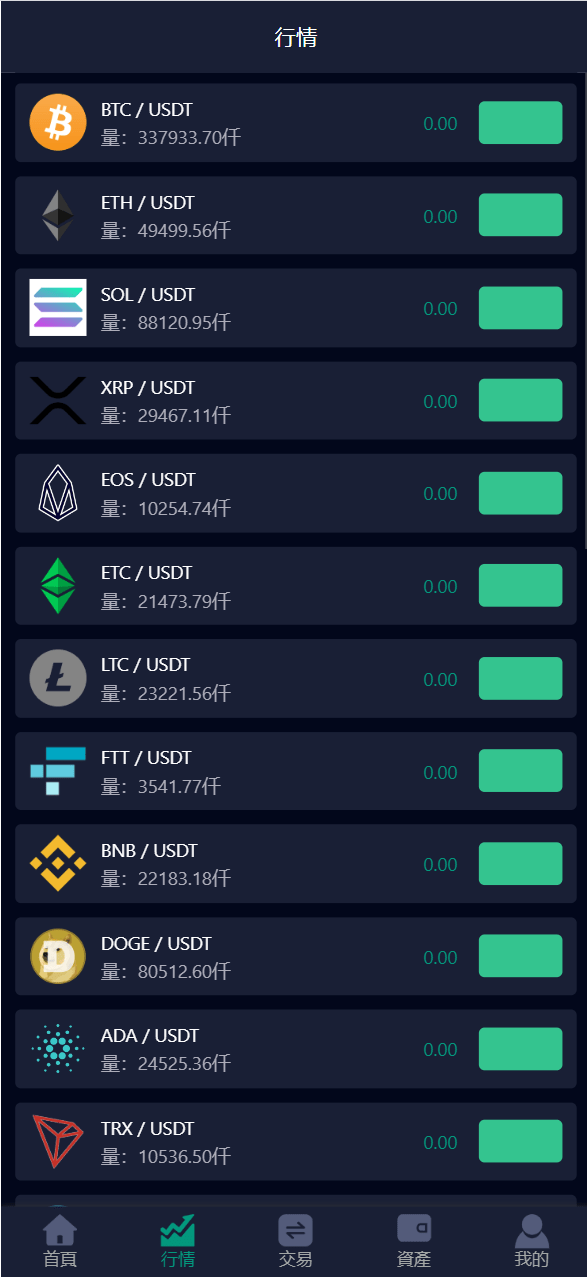 行情
BTC / USDT
量：337933.70仟
0.00
ETH / USDT
量：49499.56仟
0.00
SOL / USDT
量：88120.95仟
0.00
XRP / USDT
量：29467.11仟
0.00
EOS / USDT
量：10254.74仟
0.00
ETC / USDT
量：21473.79仟
0.00
LTC / USDT
量：23221.56仟
0.00
FTT / USDT
量：3541.77仟
0.00
BNB / USDT
量：22183.18仟
0.00
DOGE / USDT
量：80512.60仟
0.00
ADA / USDT
量：24525.36仟
0.00
TRX / USDT
量：10536.50仟
0.00
首頁 行情 交易 資產 我的